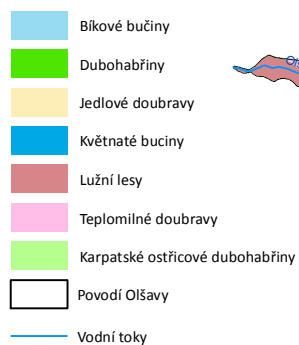 Bíkové bučiny
Dubohabřiny
Jedlové doubravy
Květnaté buciny
Lužní lesy
Teplomilné doubravy
Karpatské ostřicové dubohabřiny
Povodí Olšavy
Vodní toky